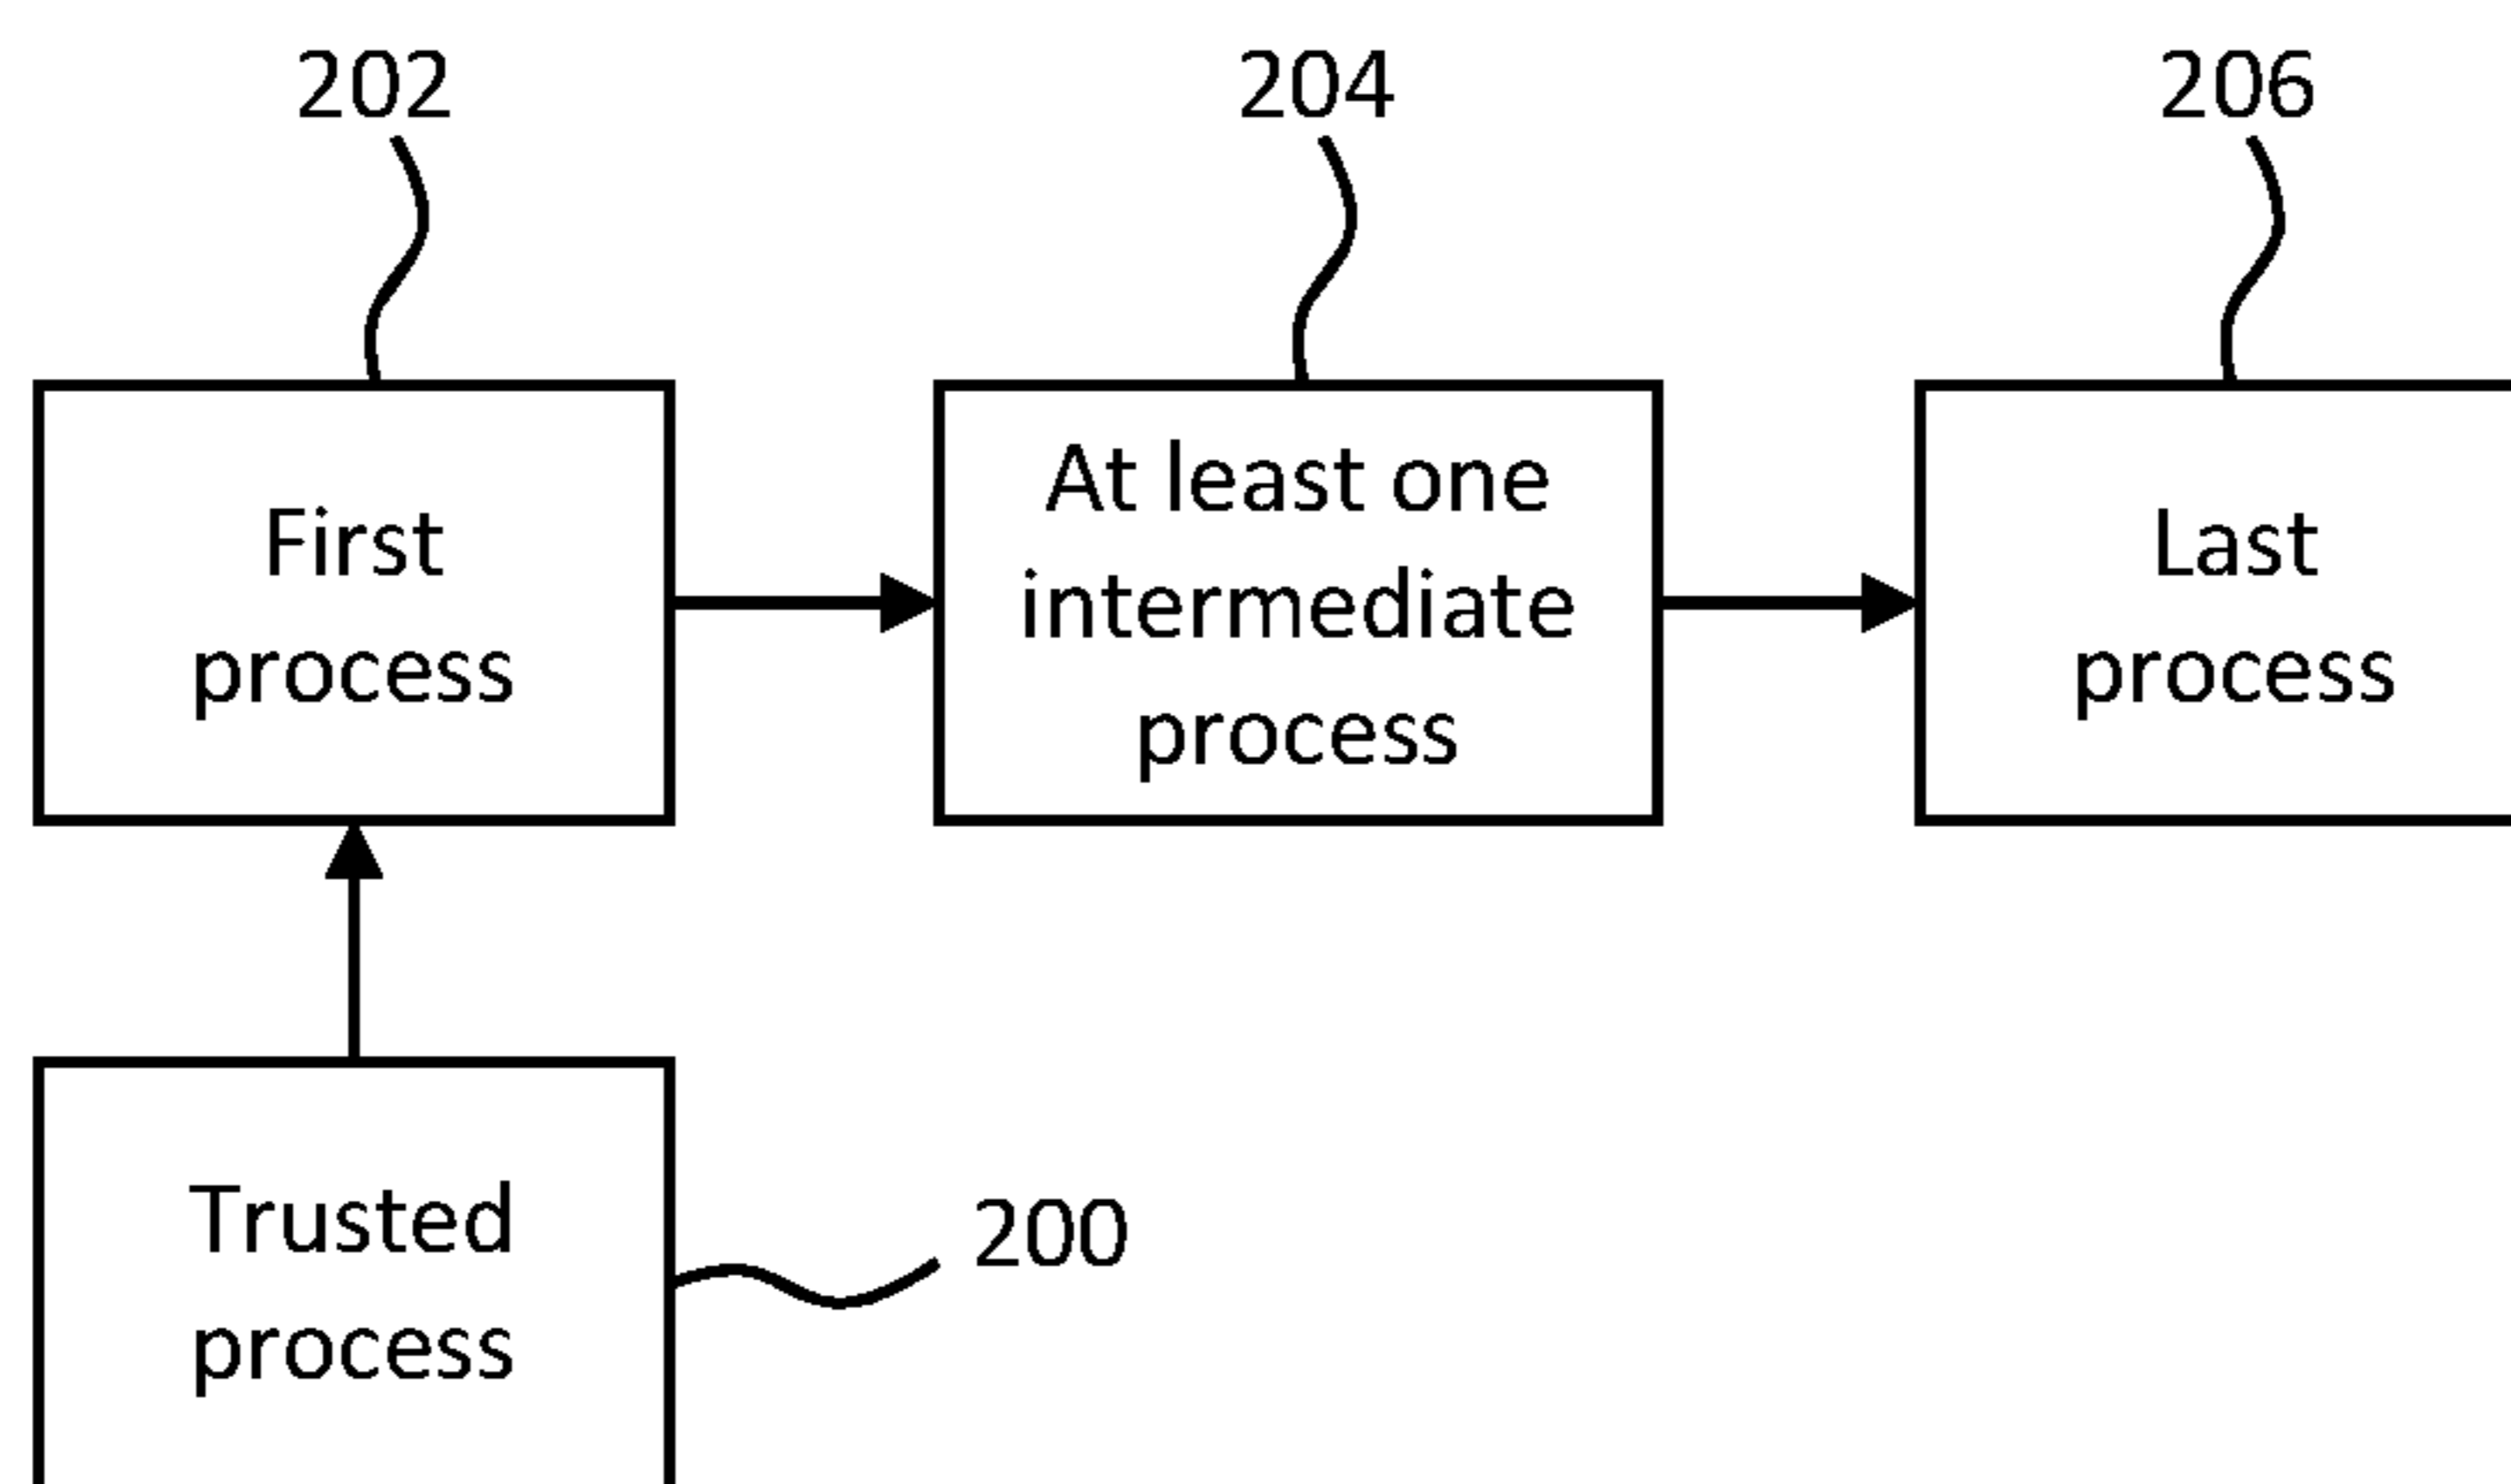 202
204
206
First
process
At least one
intermediate
process
Last
process
Trusted
process
200